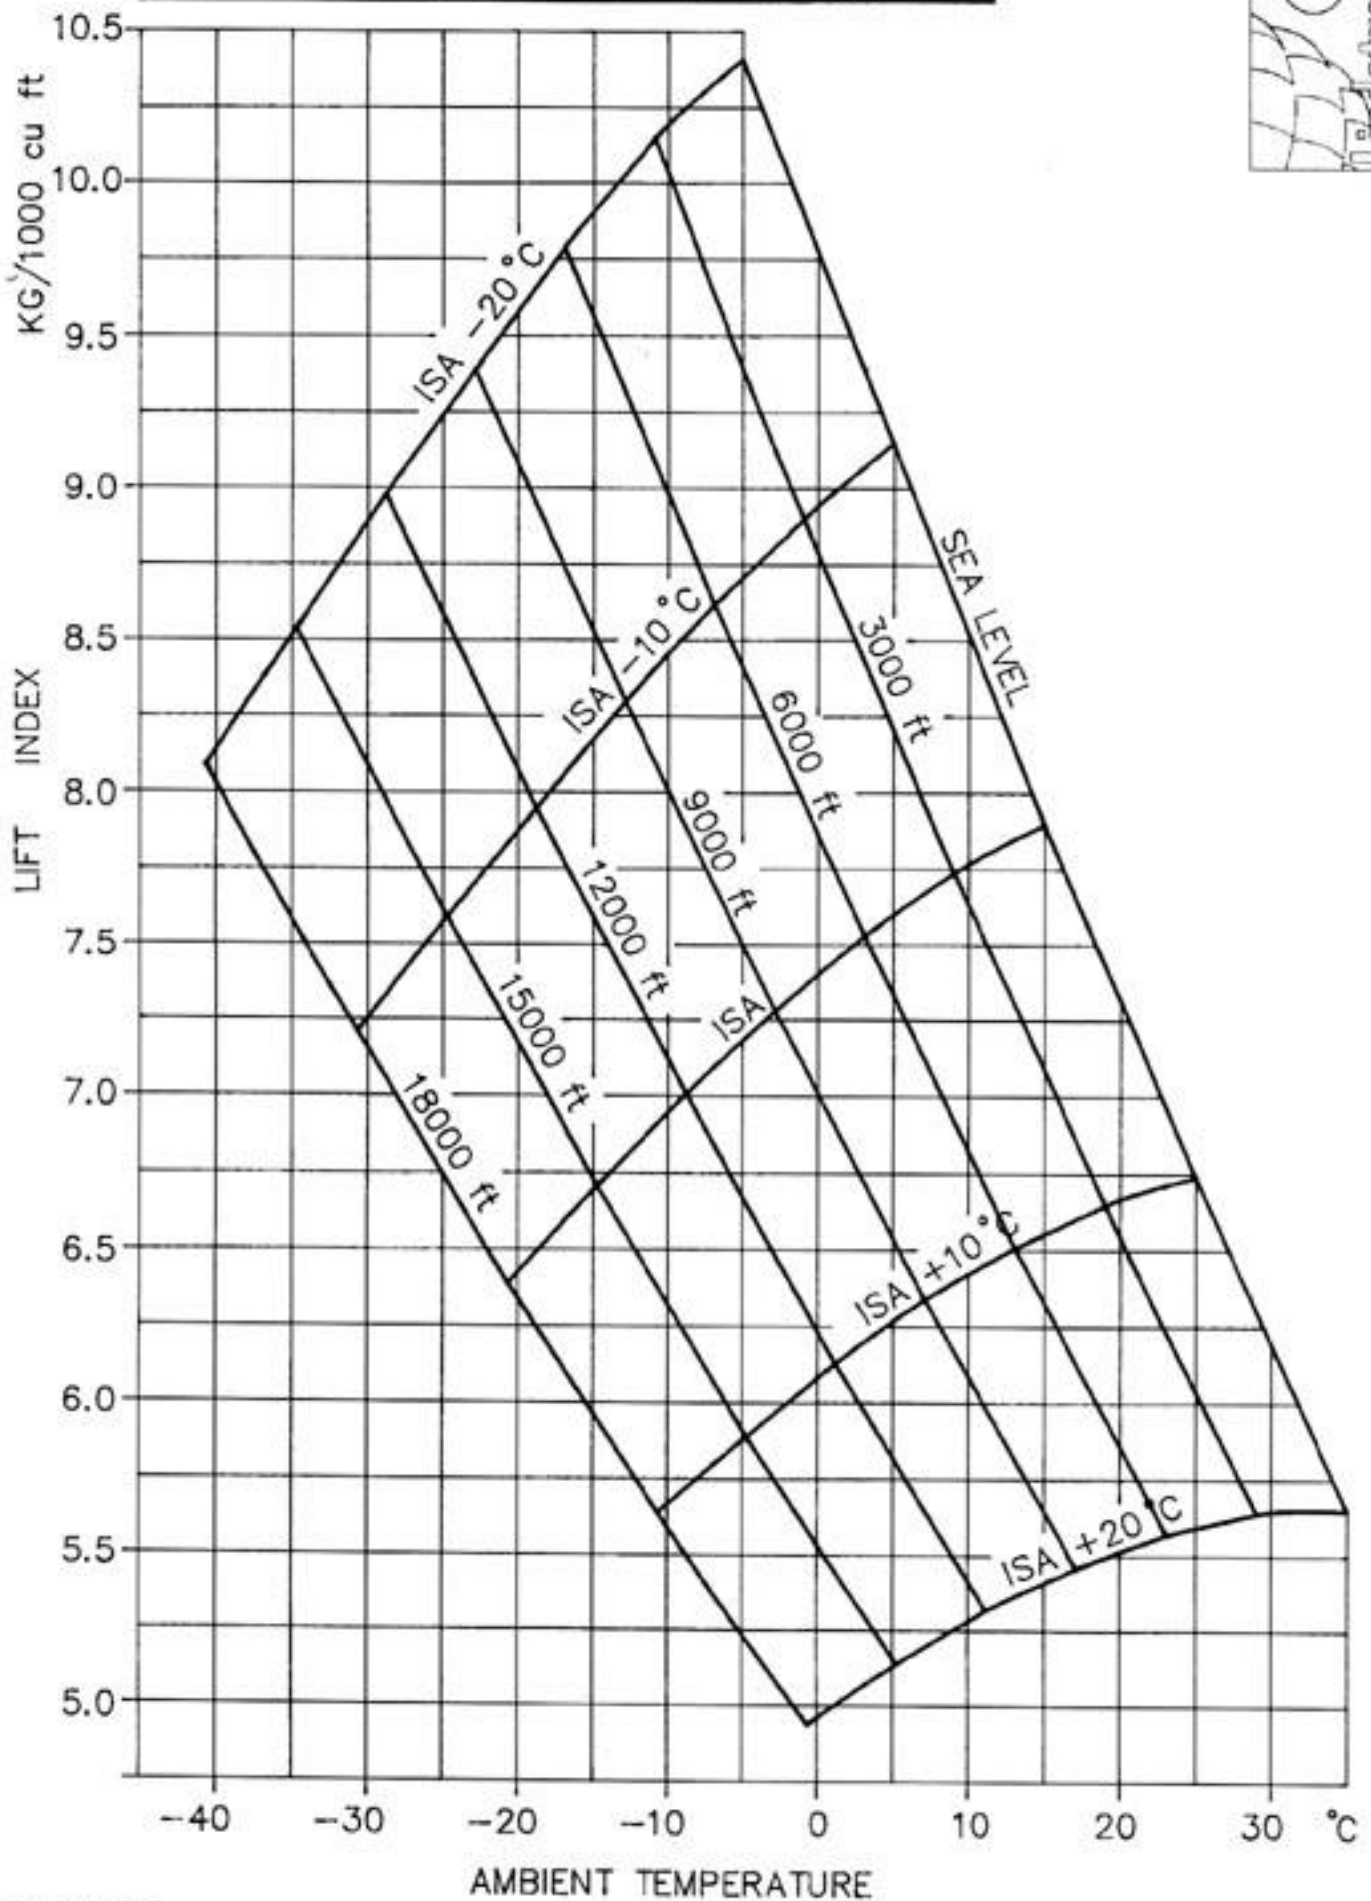 10.5
10.0
9.5
9.0
8.5
8.0
7.5
7.0
6.5
6.0
5.5
5.0
KG/1000 cu ft
LIFT INDEX
ISA -20°C
ISA -10°C
ISA
ISA +10°C
ISA +20°C
SEA LEVEL
3000 ft
6000 ft
9000 ft
12000 ft
15000 ft
18000 ft
-40
-30
-20
-10
0
10
20
30
°C
AMBIENT TEMPERATURE